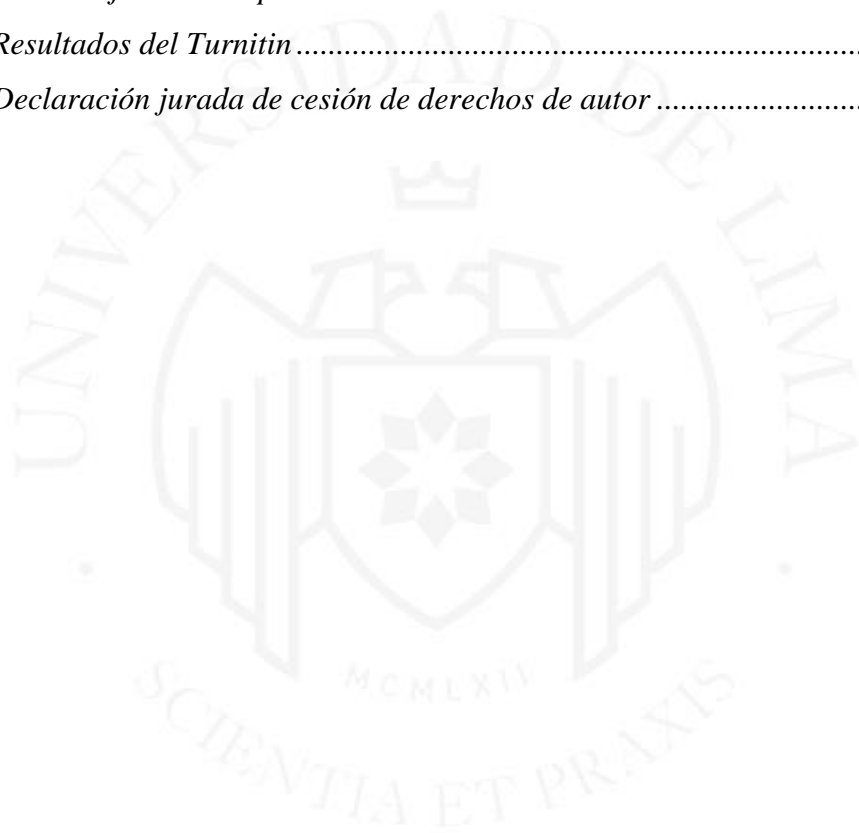 Resultados del Turnitin ......................................................................
Declaración jurada de cesión de derechos de autor .........................
UNIVERSIDAD DE LIMA
MCMLXII
SCIENTIA ET PRAXIS